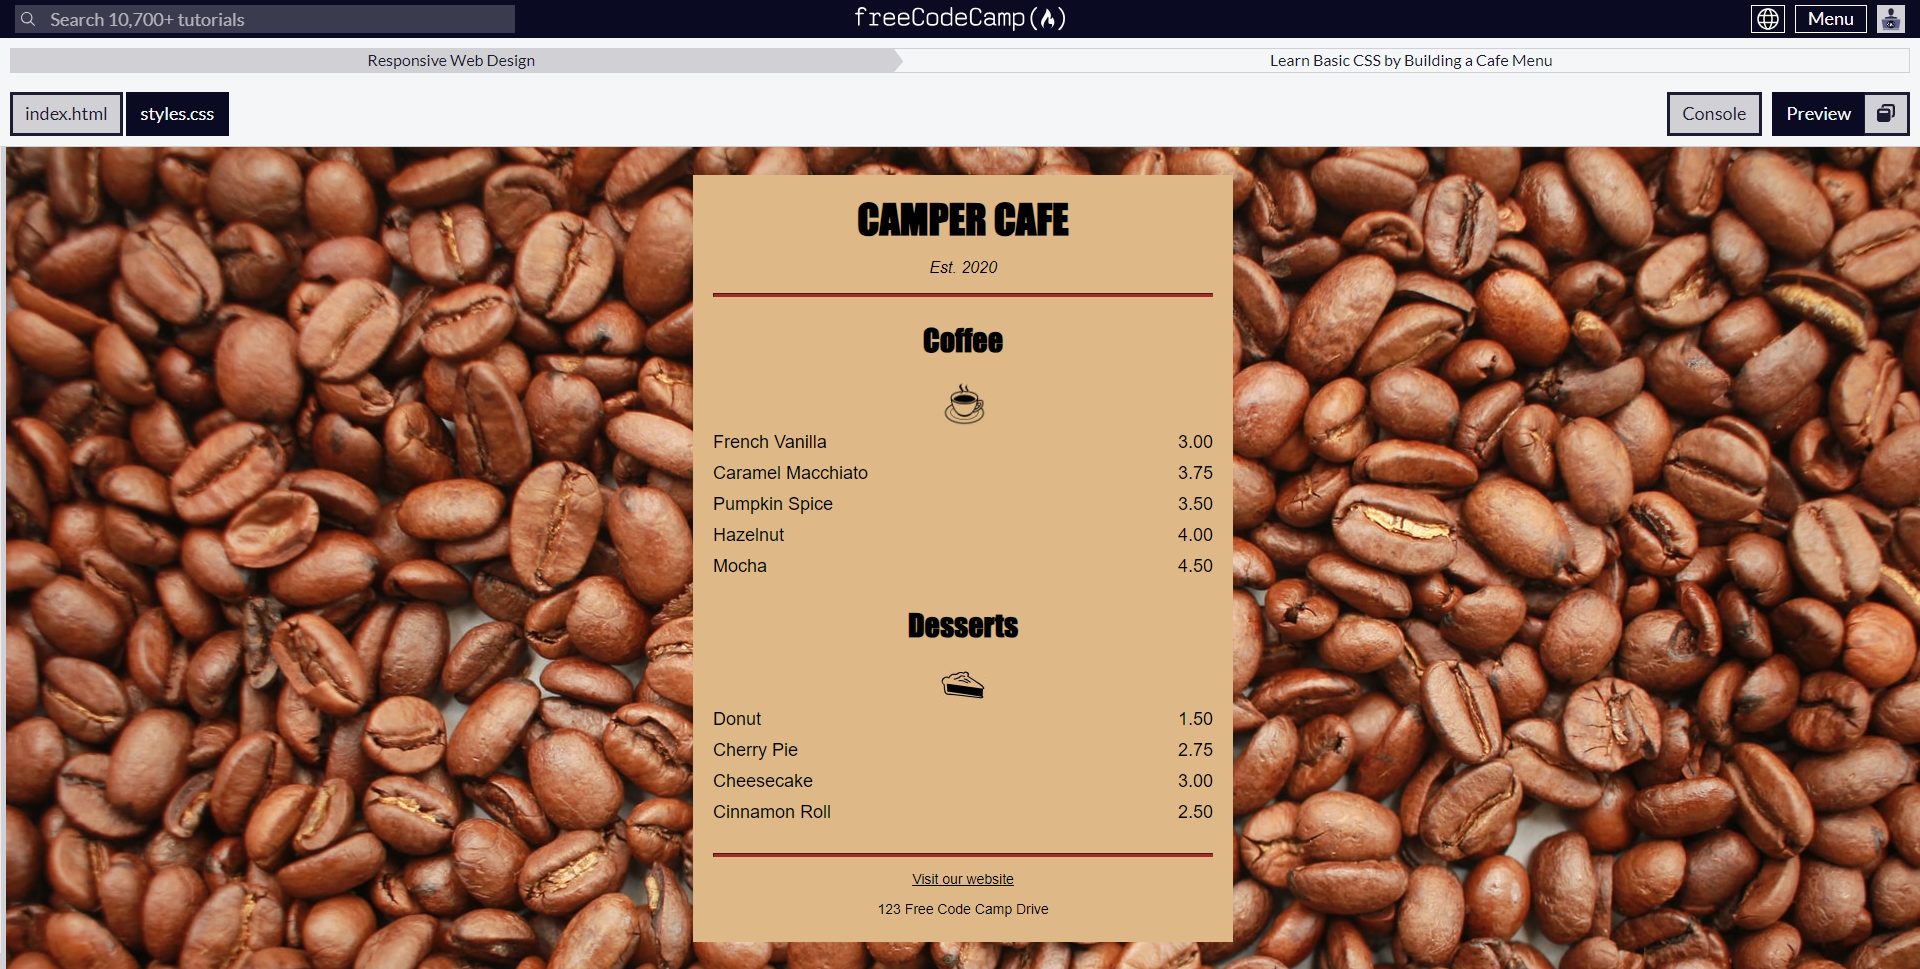 Search 10,700+ tutorials
freeCodeCamp
Menu
Responsive Web Design
Learn Basic CSS by Building a Cafe Menu
index.html
styles.css
Console
Preview
CAMPER CAFE
Est. 2020
Coffee
French Vanilla 3.00
Caramel Macchiato 3.75
Pumpkin Spice 3.50
Hazelnut 4.00
Mocha 4.50
Desserts
Donut 1.50
Cherry Pie 2.75
Cheesecake 3.00
Cinnamon Roll 2.50
Visit our website
123 Free Code Camp Drive